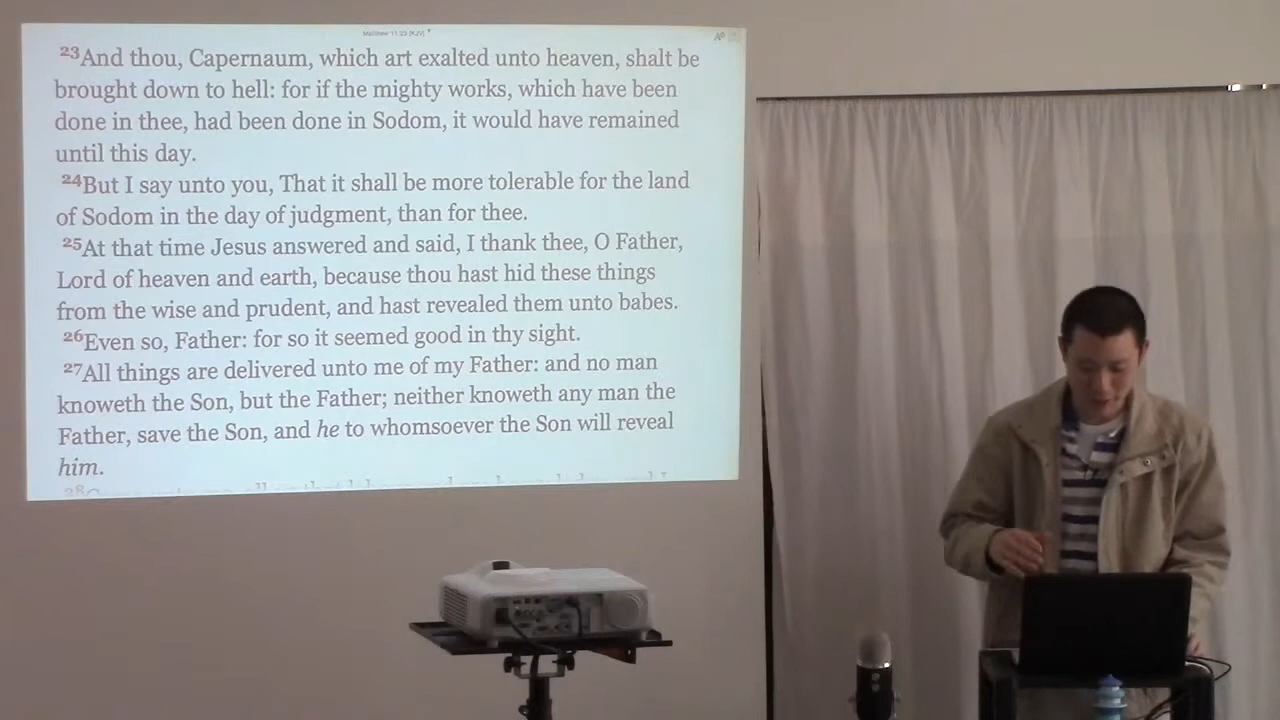 Matthew 11:23 (KJV)
23And thou, Capernaum, which art exalted unto heaven, shalt be
brought down to hell: for if the mighty works, which have been
done in thee, had been done in Sodom, it would have remained
until this day.
24But I say unto you, That it shall be more tolerable for the land
of Sodom in the day of judgment, than for thee.
25At that time Jesus answered and said, I thank thee, O Father,
Lord of heaven and earth, because thou hast hid these things
from the wise and prudent, and hast revealed them unto babes.
26Even so, Father: for so it seemed good in thy sight.
27All things are delivered unto me of my Father: and no man
knoweth the Son, but the Father; neither knoweth any man the
Father, save the Son, and he to whomsoever the Son will reveal
him.
28